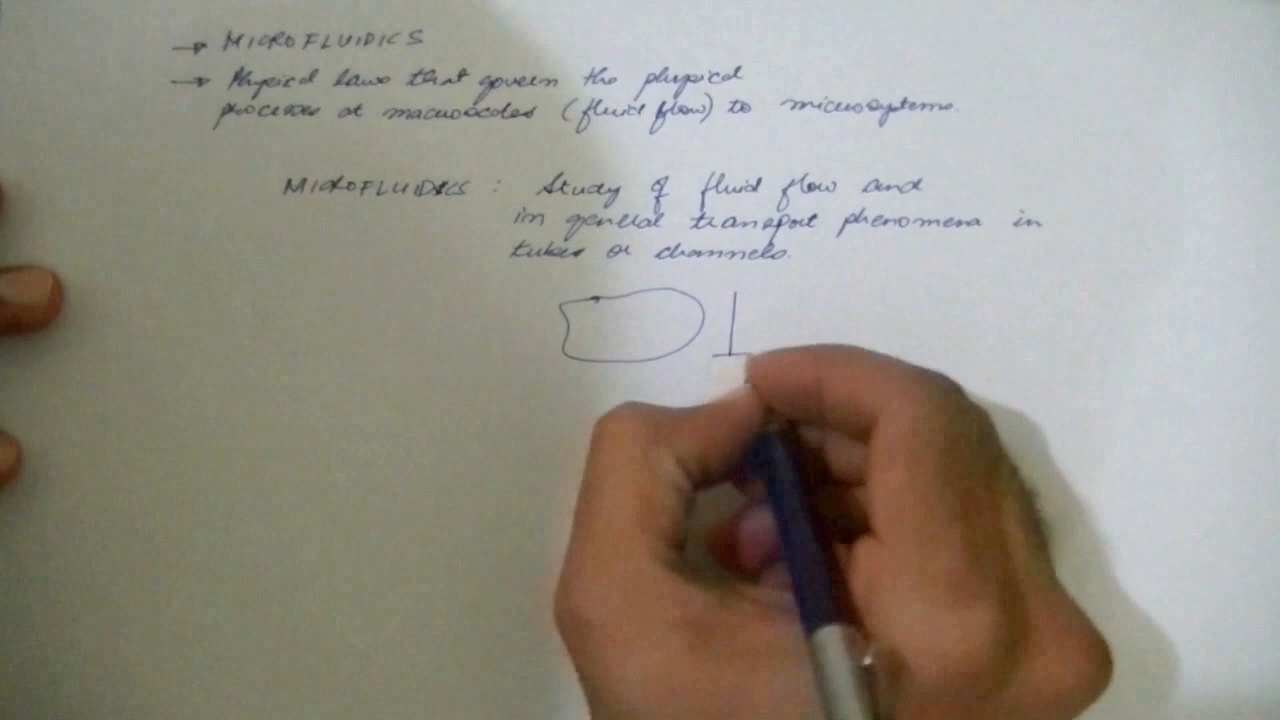 → MICROFLUIDICS
→ Physical laws that govern the physical
processes at macroscales (fluid flow) to microsystems.
MICROFLUIDICS : Study of fluid flow and
in general transport phenomena in
tubes or channels.